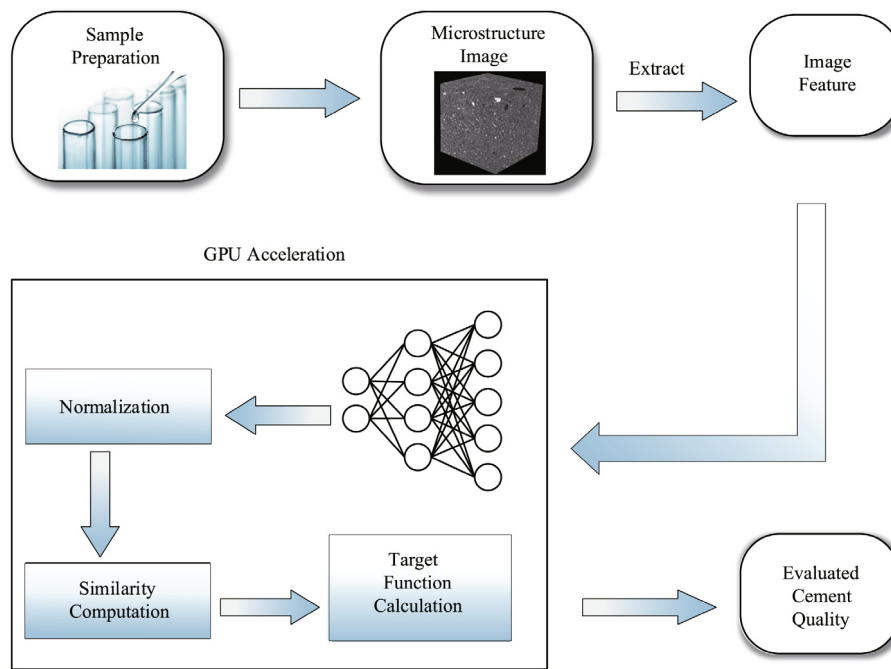 Sample
Preparation
Microstructure
Image
Extract
Image
Feature
GPU Acceleration
Normalization
Similarity
Computation
Target
Function
Calculation
Evaluated
Cement
Quality